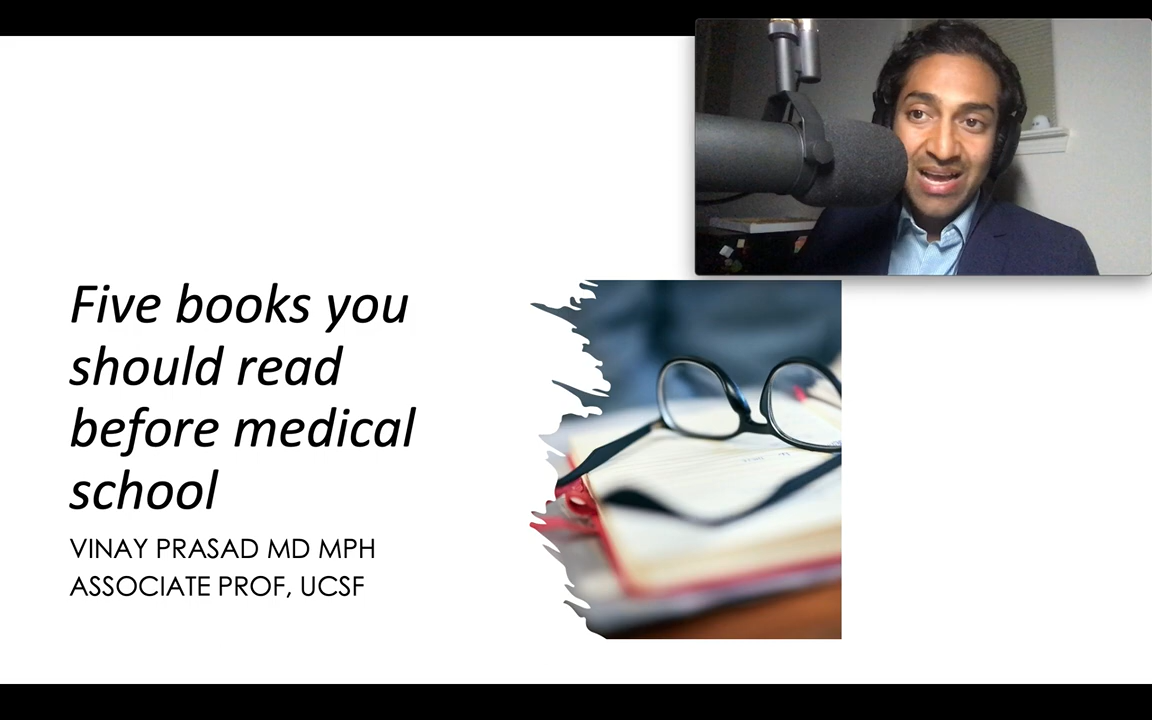 Five books you
should read
before medical
school
VINAY PRASAD MD MPH
ASSOCIATE PROF, UCSF